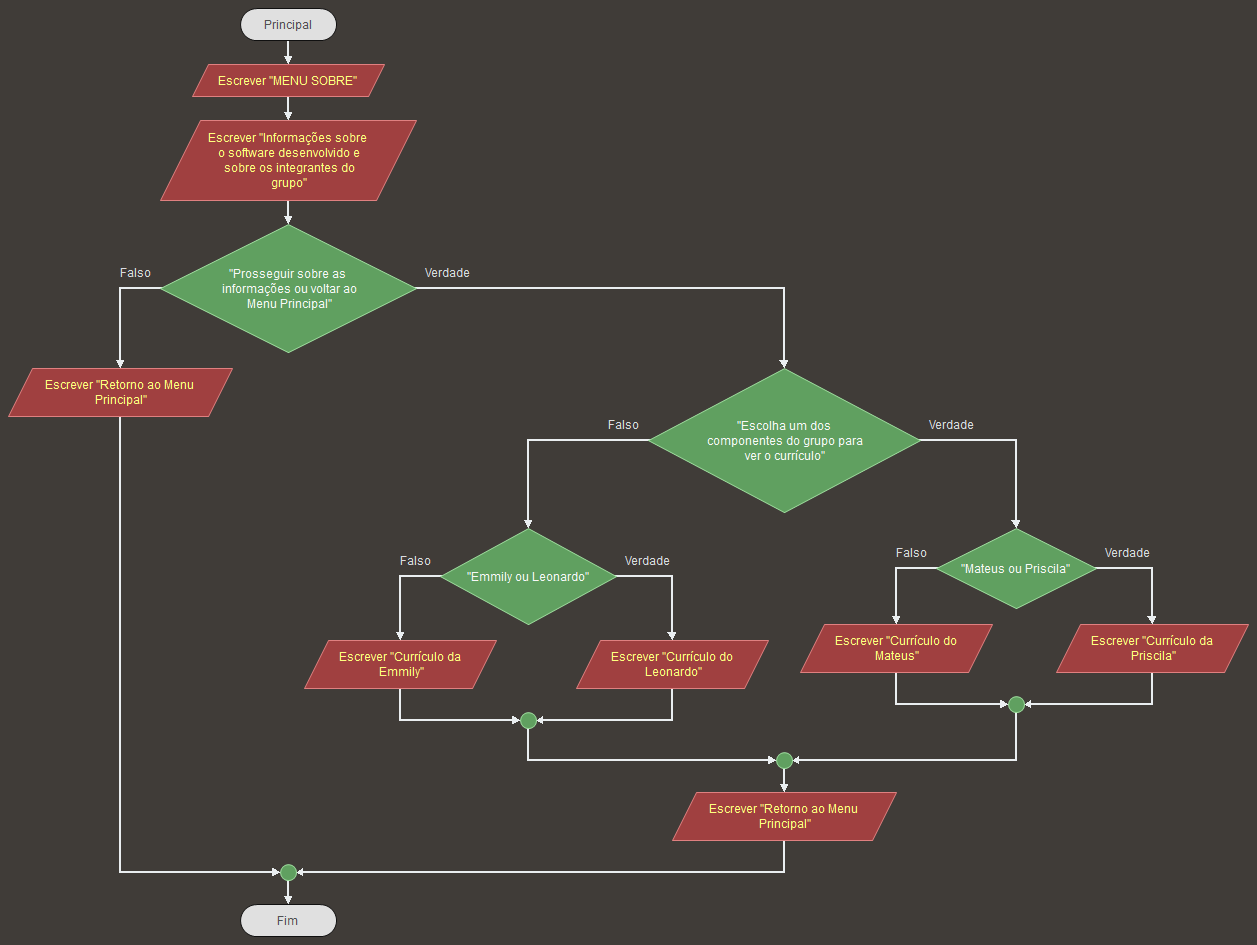 Principal
Escrever "MENU SOBRE"
Escrever "Informações sobre
o software desenvolvido e
sobre os integrantes do
grupo"
Falso
"Prosseguir sobre as
informações ou voltar ao
Menu Principal"
Verdade
Escrever "Retorno ao Menu
Principal"
Falso
"Escolha um dos
componentes do grupo para
ver o currículo"
Verdade
Falso
"Emmily ou Leonardo"
Verdade
Falso
"Mateus ou Priscila"
Verdade
Escrever "Currículo da
Emmily"
Escrever "Currículo do
Leonardo"
Escrever "Currículo do
Mateus"
Escrever "Currículo da
Priscila"
Escrever "Retorno ao Menu
Principal"
Fim